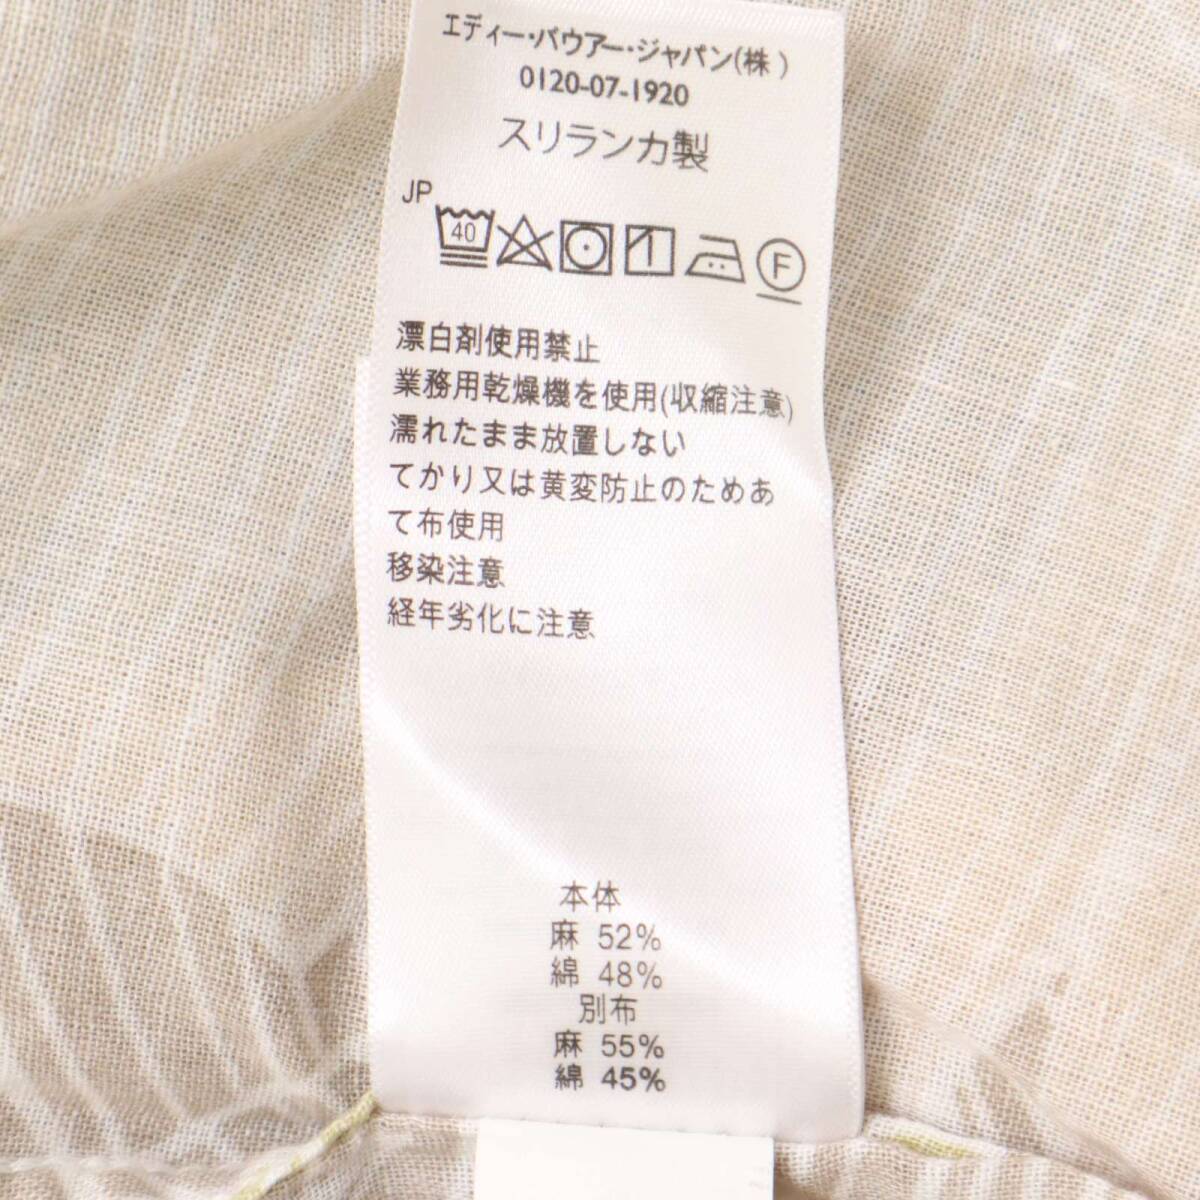 エディー・バウアー・ジャパン(株)
0120-07-1920
スリランカ製
JP
40
F
漂白剤使用禁止
業務用乾燥機を使用(収縮注意)
濡れたまま放置しない
てかり又は黄変防止のためあ
て布使用
移染注意
経年劣化に注意
本体
麻 52%
綿 48%
別布
麻 55%
綿 45%